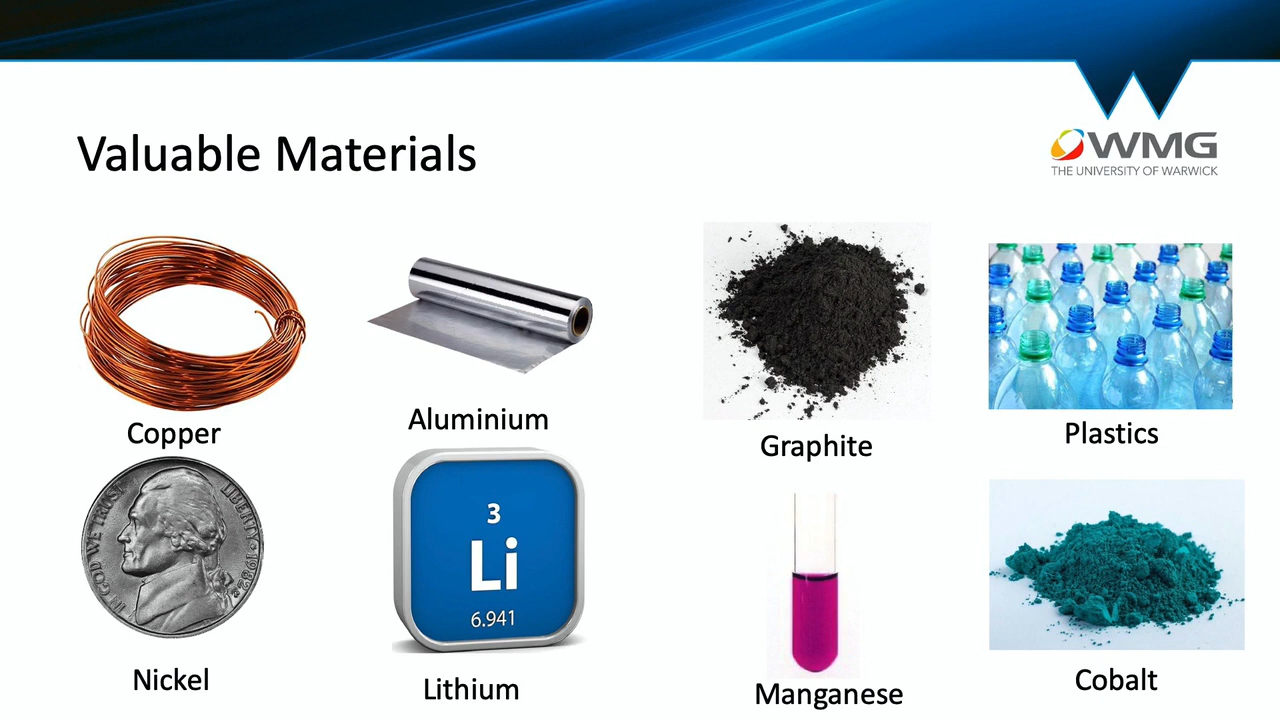 Valuable Materials
WMG
THE UNIVERSITY OF WARWICK
Copper
Aluminium
Graphite
Plastics
IN GOD WE TRUST
LIBERTY
1982
3
Li
6.941
Nickel
Lithium
Manganese
Cobalt